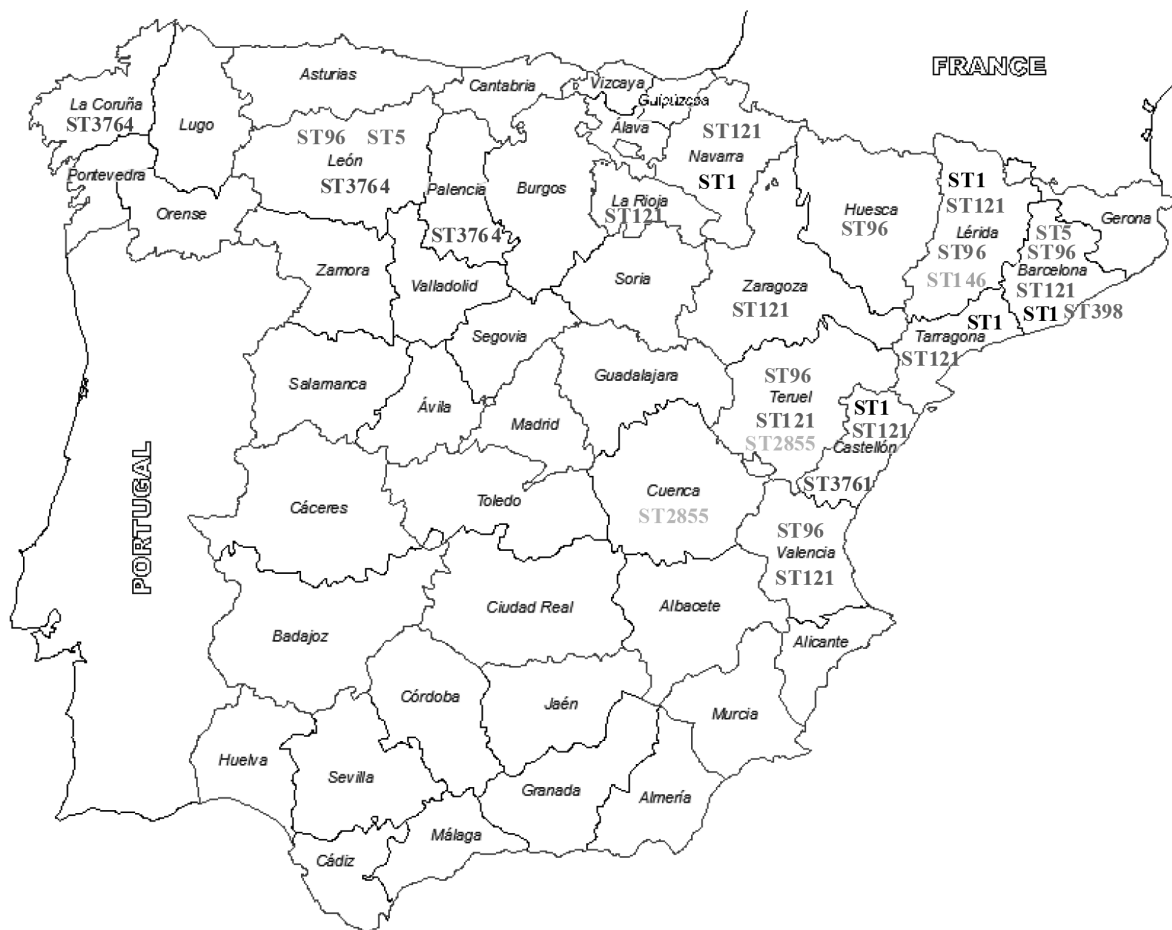 FRANCE
Asturias
Cantabria
Vizcaya
Guipúzcoa
La Coruña
ST3764
Lugo
ST96 ST5
León
ST3764
Álava
ST121
Navarra
ST1
Pontevedra
Orense
Palencia
ST3764
Burgos
La Rioja
ST121
Huesca
ST96
ST1
ST121
Lérida
ST96
ST146
Gerona
ST5
ST96
Barcelona
ST121
ST1 ST398
Zamora
Valladolid
Soria
Zaragoza
ST121
ST1
Tarragona
ST121
Segovia
Salamanca
Ávila
Madrid
Guadalajara
ST96
Teruel
ST121
ST2855
ST1
ST121
Castellón
ST3761
PORTUGAL
Cáceres
Toledo
Cuenca
ST2855
ST96
Valencia
ST121
Badajoz
Ciudad Real
Albacete
Alicante
Córdoba
Jaén
Murcia
Huelva
Sevilla
Granada
Almería
Málaga
Cádiz